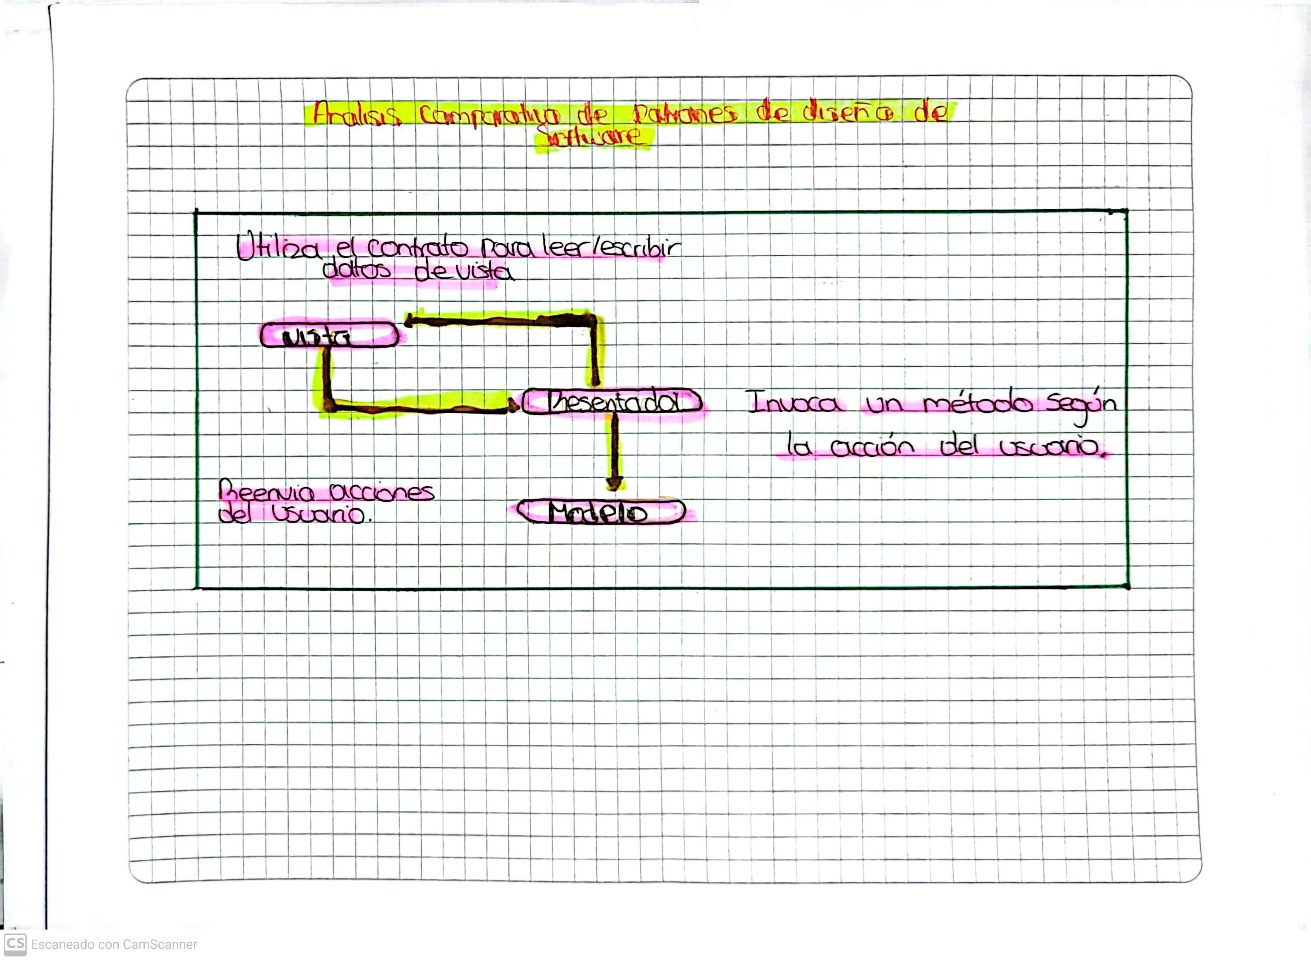 Analisis Comparativo de Patrones de diseño de
Software
Utiliza el contrato para leer/escribir
datos de vista
Vista
Presentador
Invoca un método según
la acción del usuario.
Reenvia acciones
del usuario.
Modelo
CS Escaneado con CamScanner